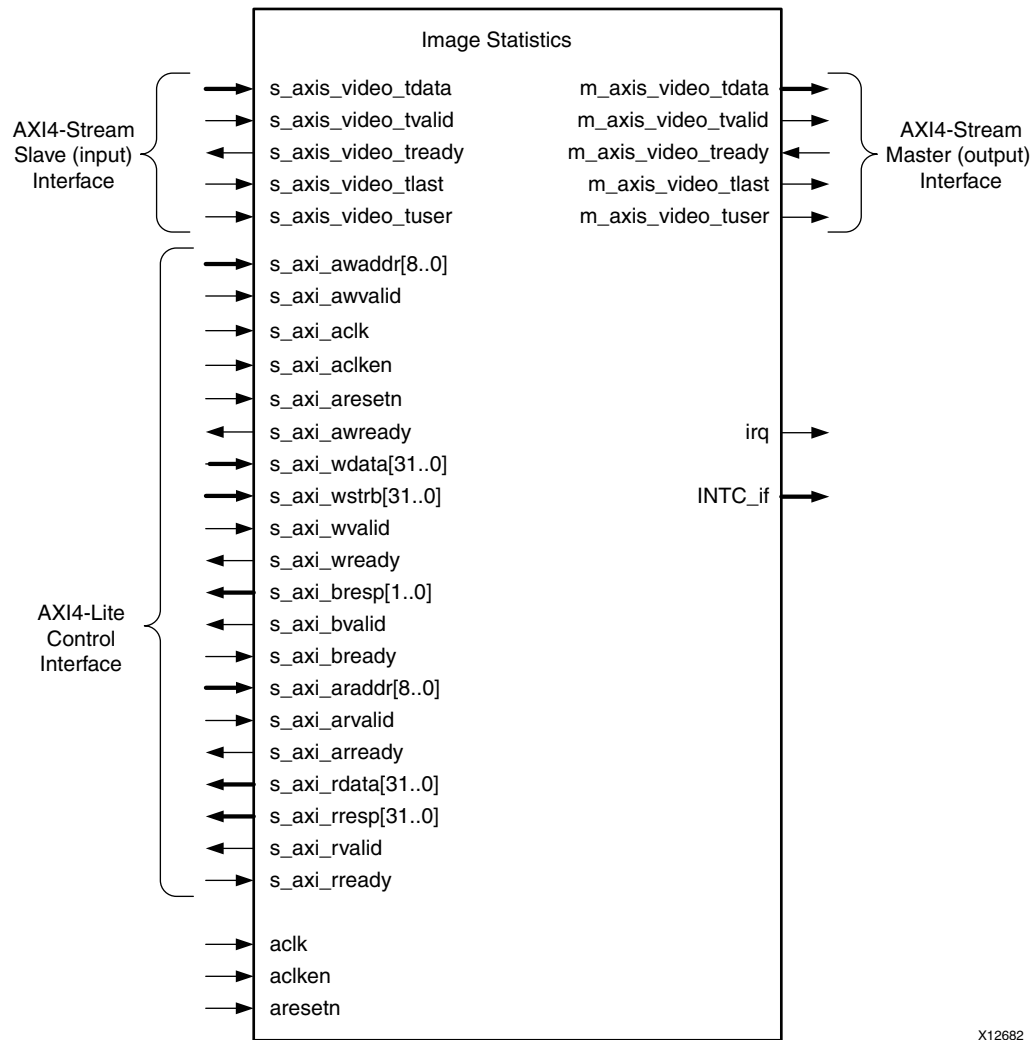 Image Statistics
AXI4-Stream
Slave (input)
Interface
s_axis_video_tdata
s_axis_video_tvalid
s_axis_video_tready
s_axis_video_tlast
s_axis_video_tuser
m_axis_video_tdata
m_axis_video_tvalid
m_axis_video_tready
m_axis_video_tlast
m_axis_video_tuser
AXI4-Stream
Master (output)
Interface
AXI4-Lite
Control
Interface
s_axi_awaddr[8..0]
s_axi_awvalid
s_axi_aclk
s_axi_aclken
s_axi_aresetn
s_axi_awready
s_axi_wdata[31..0]
s_axi_wstrb[31..0]
s_axi_wvalid
s_axi_wready
s_axi_bresp[1..0]
s_axi_bvalid
s_axi_bready
s_axi_araddr[8..0]
s_axi_arvalid
s_axi_arready
s_axi_rdata[31..0]
s_axi_rresp[31..0]
s_axi_rvalid
s_axi_rready
irq
INTC_if
aclk
aclken
aresetn
X12682